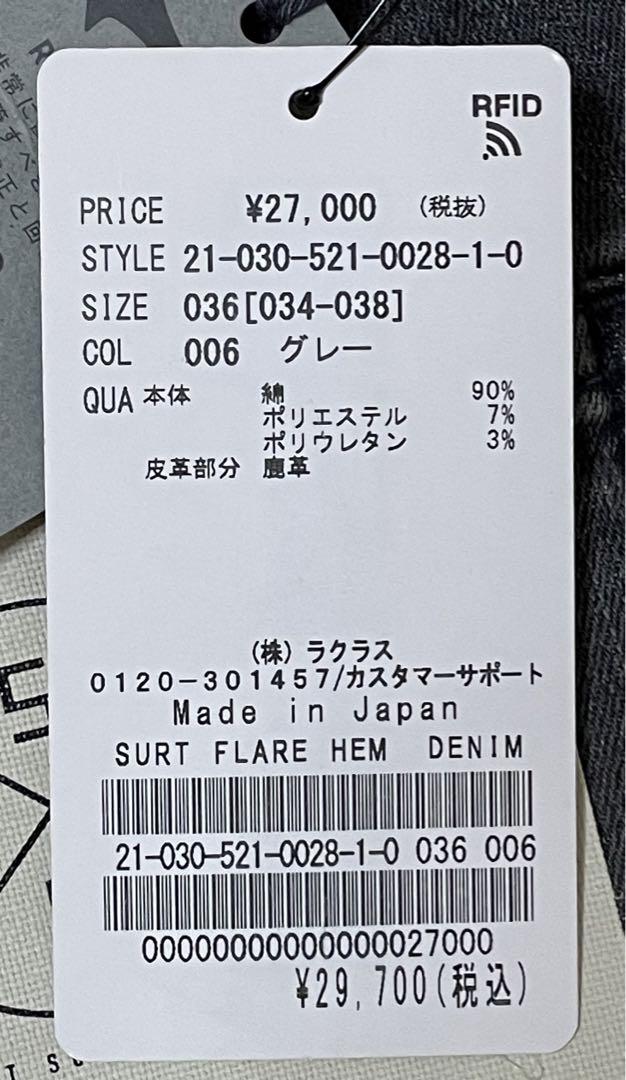 RFID
PRICE ¥27,000 (税抜)
STYLE 21-030-521-0028-1-0
SIZE 036[034-038]
COL 006 グレー
QUA 本体 綿 90%
ポリエステル 7%
ポリウレタン 3%
皮革部分 鹿革
(株)ラクラス
0120-301457/カスタマーサポート
Made in Japan
SURT FLARE HEM DENIM
21-030-521-0028-1-0 036 006
00000000000000027000
¥29,700(税込)